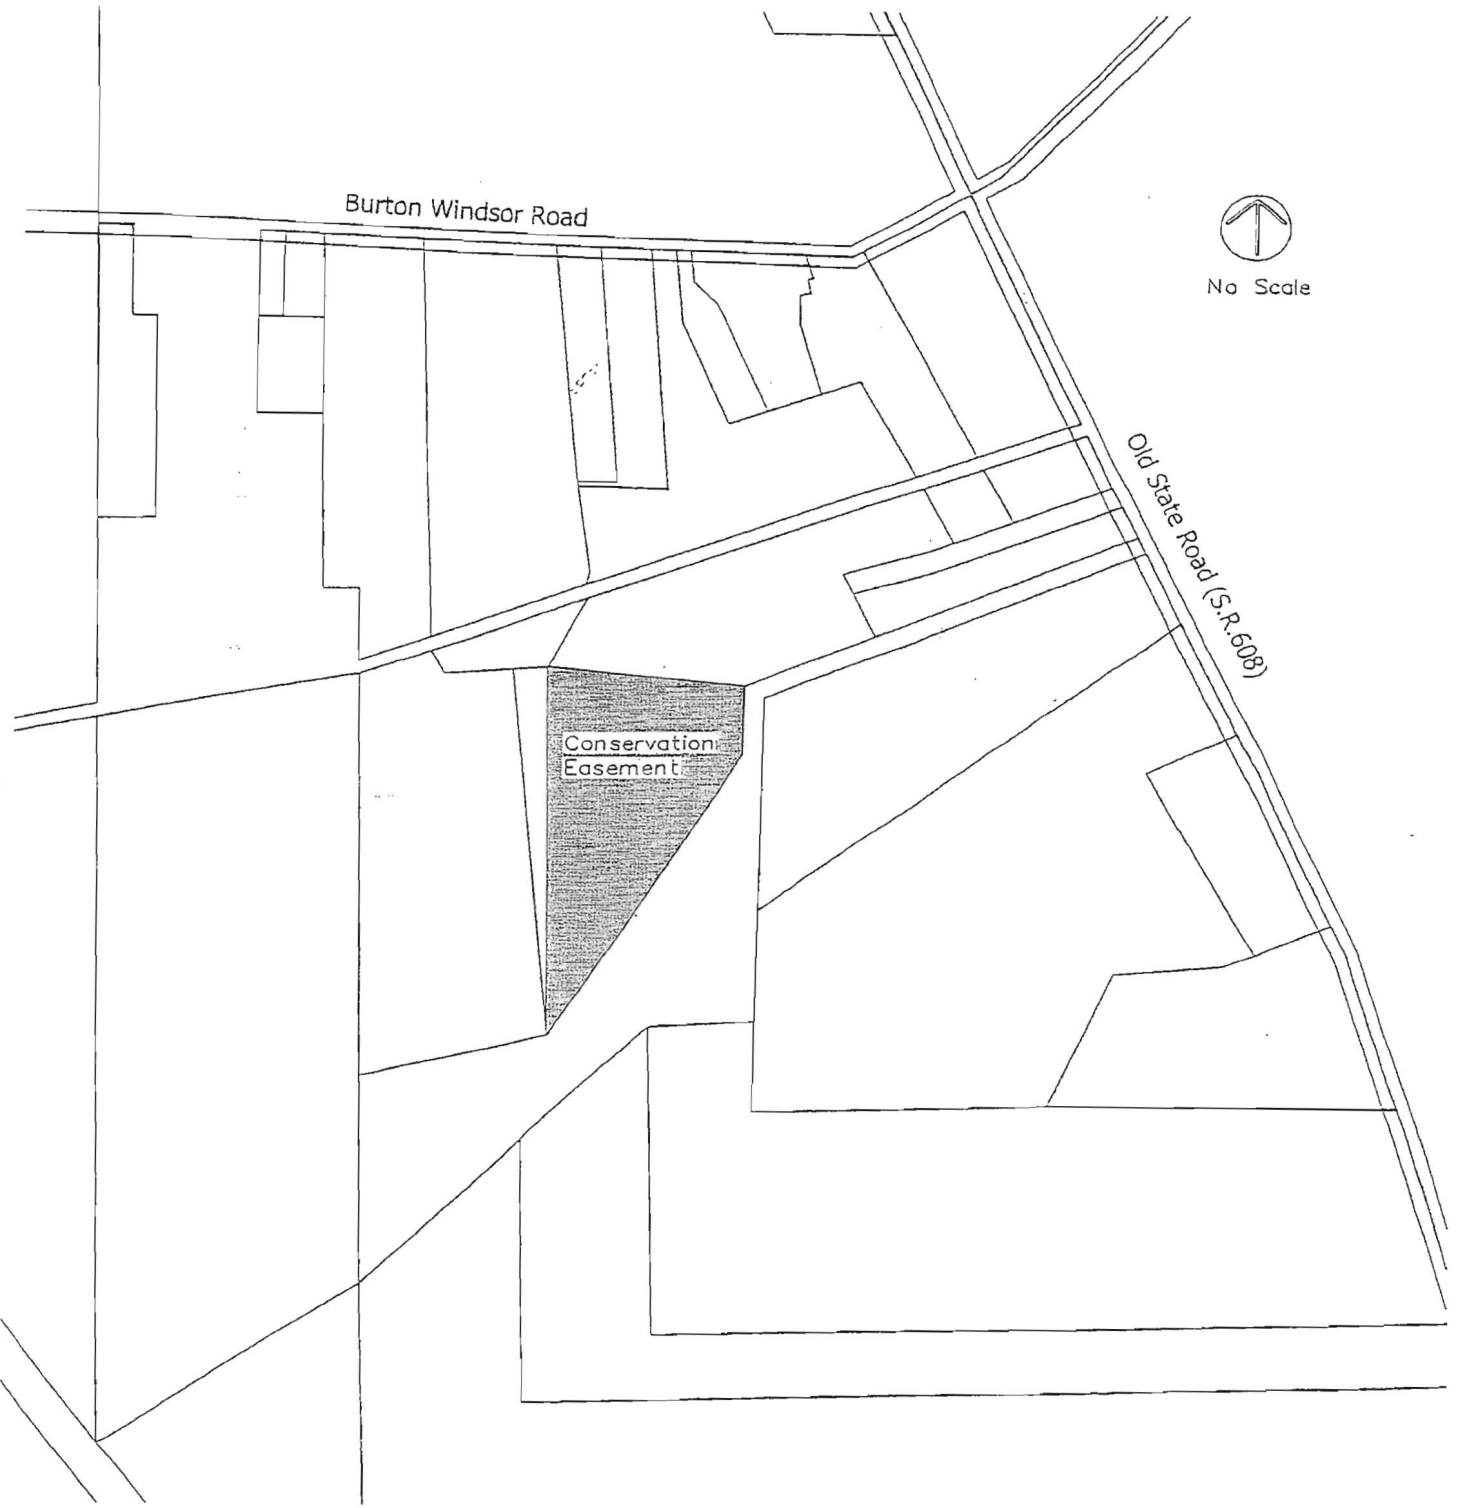 Burton Windsor Road
No Scale
Old State Road (S.R.608)
Conservation
Easement